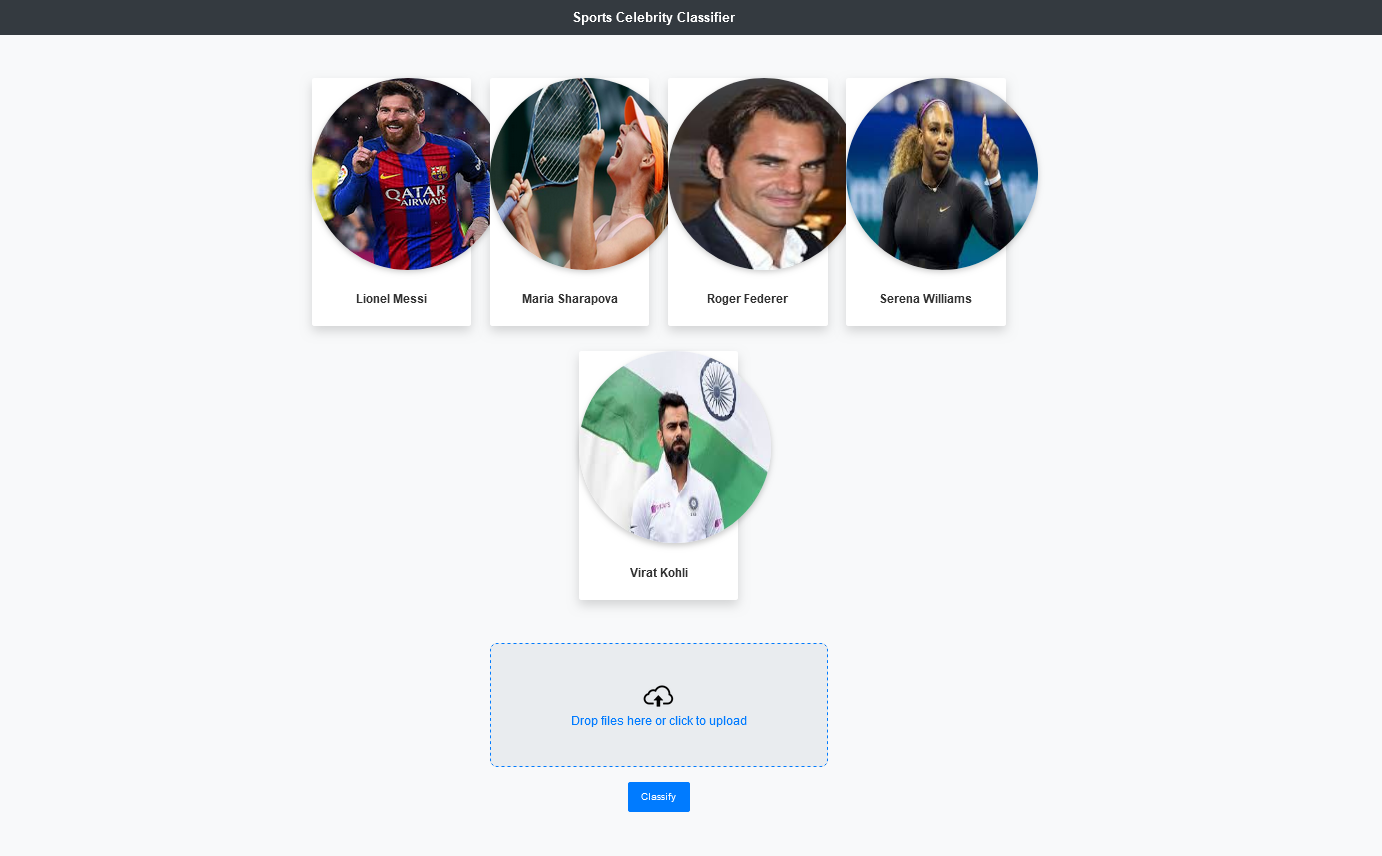 Sports Celebrity Classifier
QATAR
AIRWAYS
Lionel Messi
Maria Sharapova
Roger Federer
Serena Williams
Virat Kohli
Drop files here or click to upload
Classify